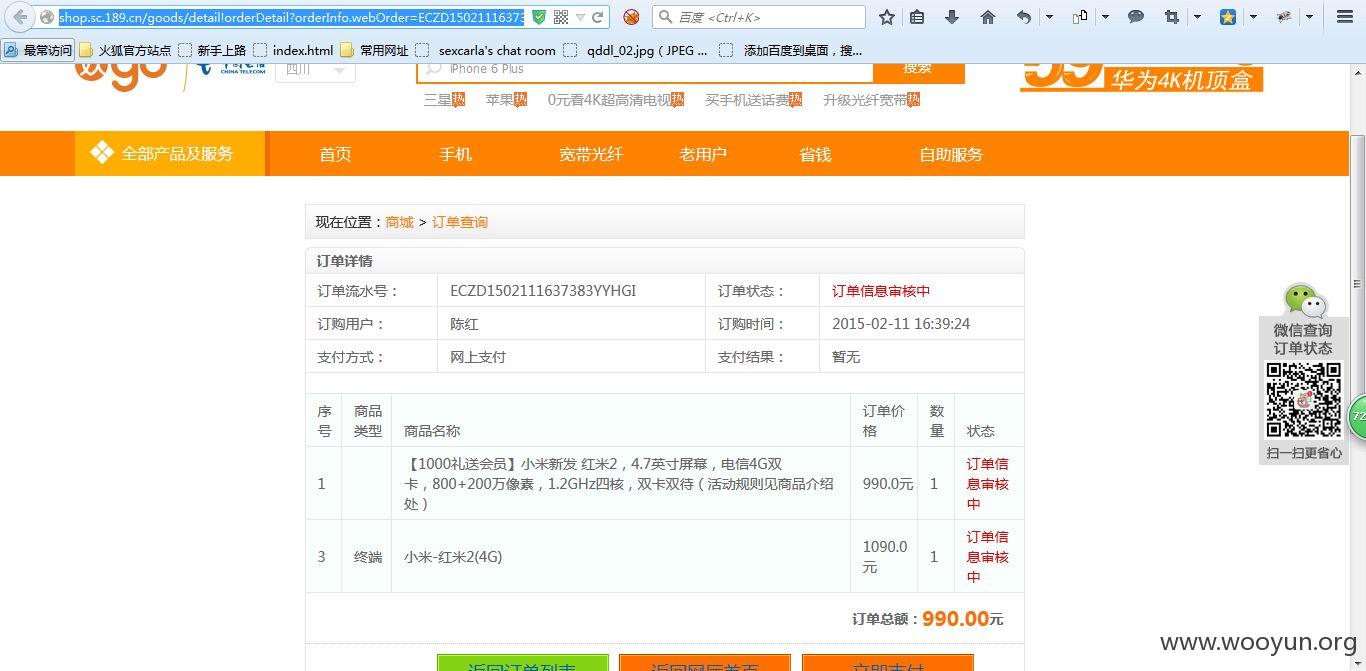 shop.sc.189.cn/goods/detail!orderDetail?orderInfo.webOrder=ECZD15021116373
百度 <Ctrl+K>
最常访问 火狐官方站点 新手上路 index.html 常用网址 sexcarla's chat room qddl_02.jpg ( JPEG ... 添加百度到桌面，搜...
CHINA TELECOM 四川 iPhone 6 Plus 搜索
华为4K机顶盒
三星热 苹果热 0元看4K超高清电视热 买手机送话费热 升级光纤宽带热
全部产品及服务 首页 手机 宽带光纤 老用户 省钱 自助服务
现在位置：商城 > 订单查询
订单详情
订单流水号： ECZD1502111637383YYHGI 订单状态： 订单信息审核中
订购用户： 陈红 订购时间： 2015-02-11 16:39:24
支付方式： 网上支付 支付结果： 暂无
序号 商品类型 商品名称 订单价格 数量 状态
1 【1000礼送会员】小米新发 红米2，4.7英寸屏幕，电信4G双
卡，800+200万像素，1.2GHz四核，双卡双待（活动规则见商品介绍
处） 990.0元 1 订单信息审核中
3 终端 小米-红米2(4G) 1090.0元 1 订单信息审核中
订单总额：990.00元
返回订单列表 返回网厅首页 立即支付
微信查询
订单状态
扫一扫更省心
72
www.wooyun.org